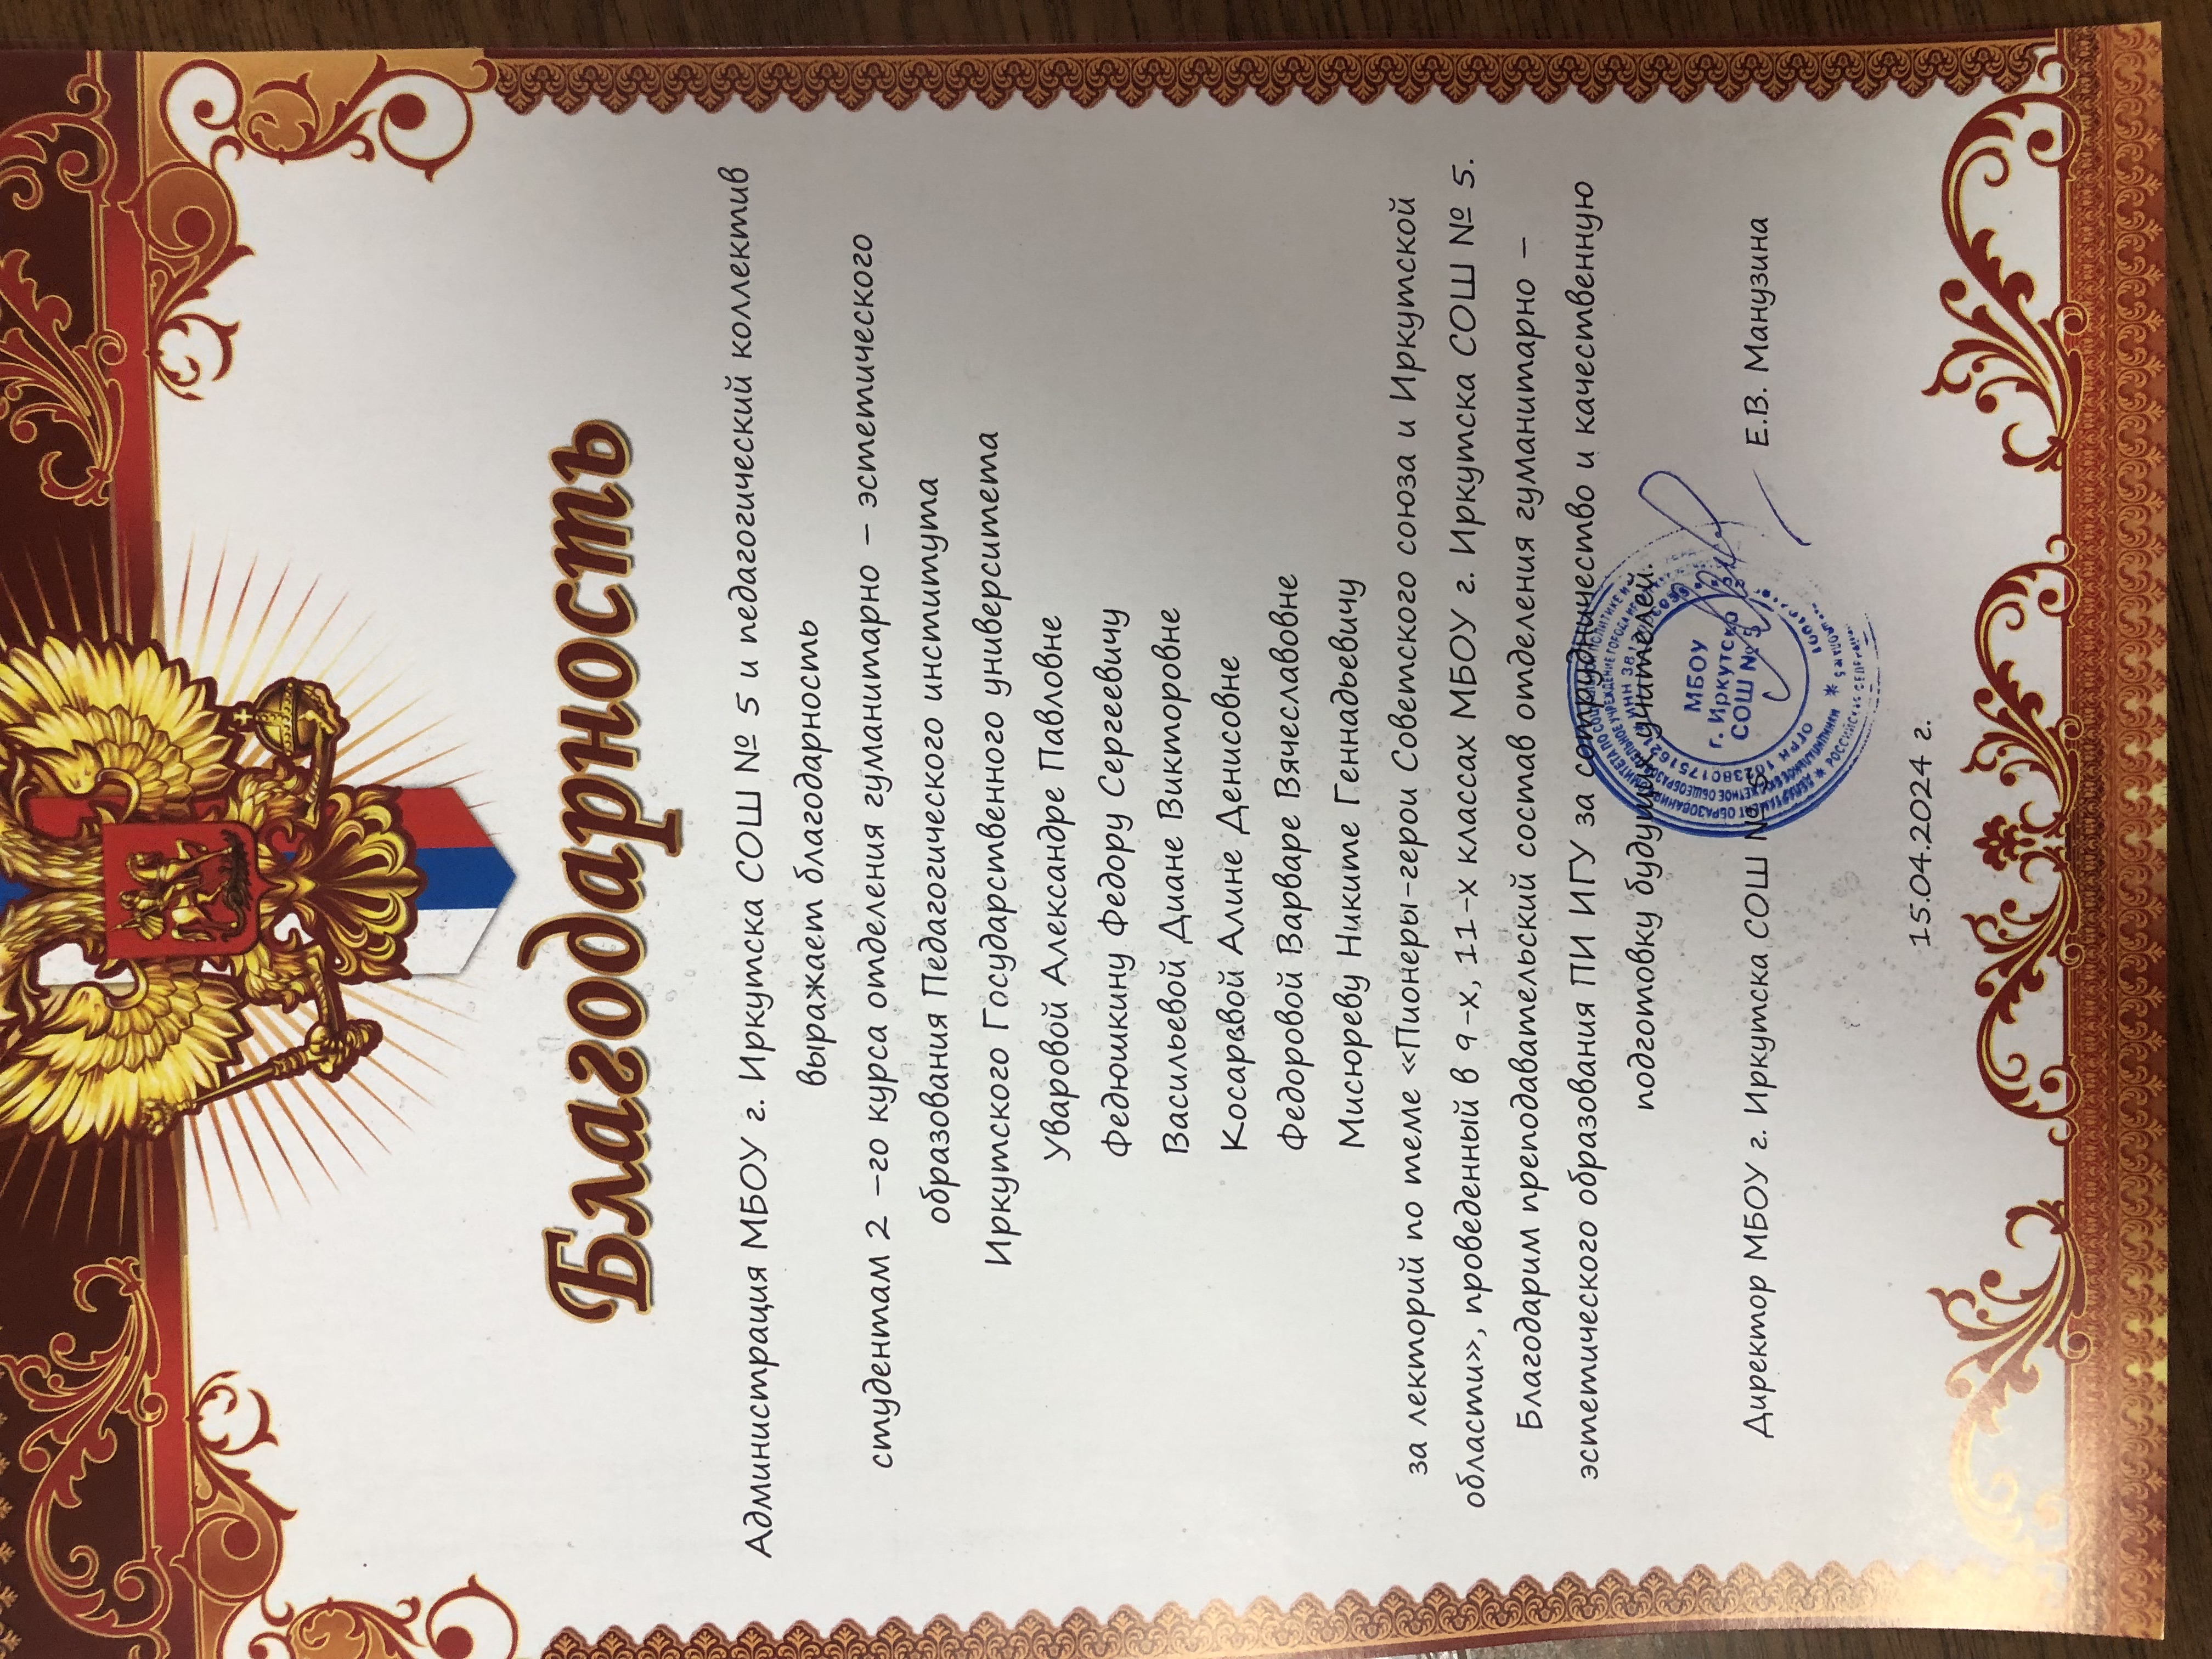 Благодарность
Администрация МБОУ г. Иркутска СОШ № 5 и педагогический коллектив
выражает благодарность
студентам 2 –го курса отделения гуманитарно – эстетического
образования Педагогического института
Иркутского Государственного университета
Уваровой Александре Павловне
Федюшкину Федору Сергеевичу
Васильевой Диане Викторовне
Косаравой Алине Денисовне
Федоровой Варваре Вячеславовне
Мисюреву Никите Геннадьевичу
за лекторий по теме «Пионеры-герои Советского союза и Иркутской
области», проведенный в 9-х, 11-х классах МБОУ г. Иркутска СОШ № 5.
Благодарим преподавательский состав отделения гуманитарно –
эстетического образования ПИ ИГУ за сотрудничество и качественную
подготовку будущих учителей.
Директор МБОУ г. Иркутска СОШ № 5 Е.В. Манузина
МБОУ
г. Иркутска
СОШ № 5
15.04.2024 г.